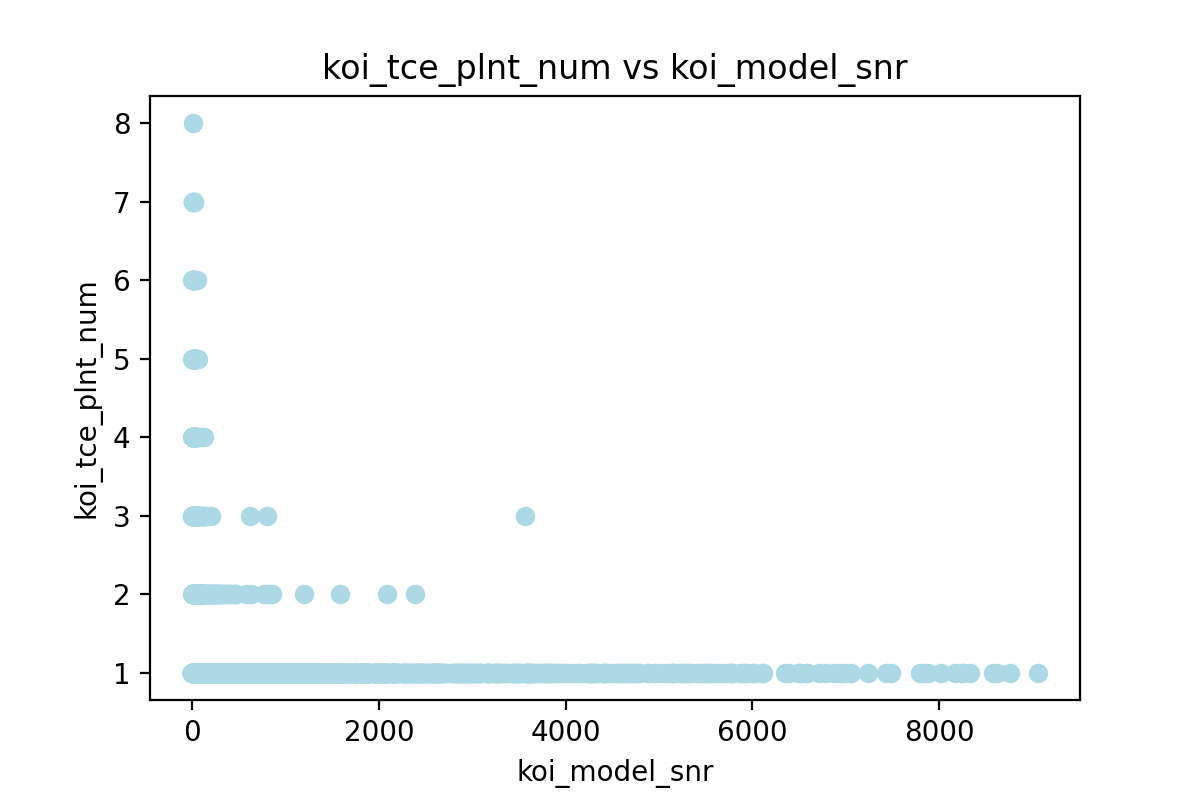 koi_tce_plnt_num vs koi_model_snr
koi_tce_plnt_num
8
7
6
5
4
3
2
1
0 2000 4000 6000 8000
koi_model_snr